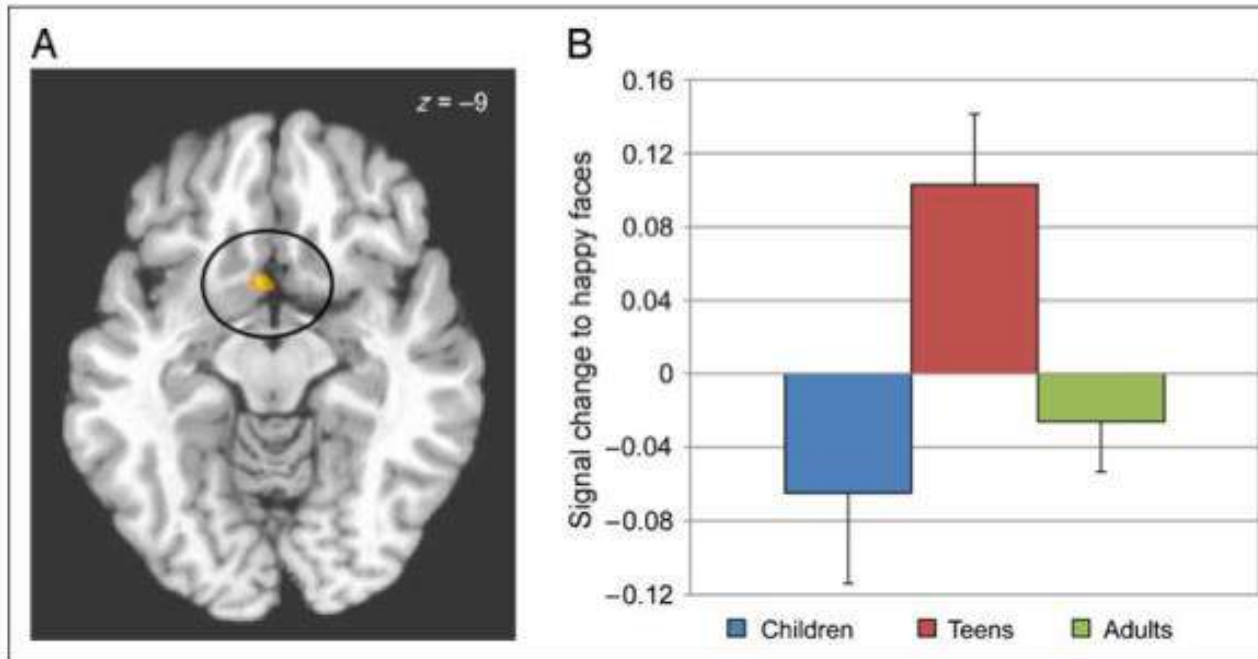 A
z = –9
B
Signal change to happy faces
0.16
0.12
0.08
0.04
0
–0.04
–0.08
–0.12
Children
Teens
Adults